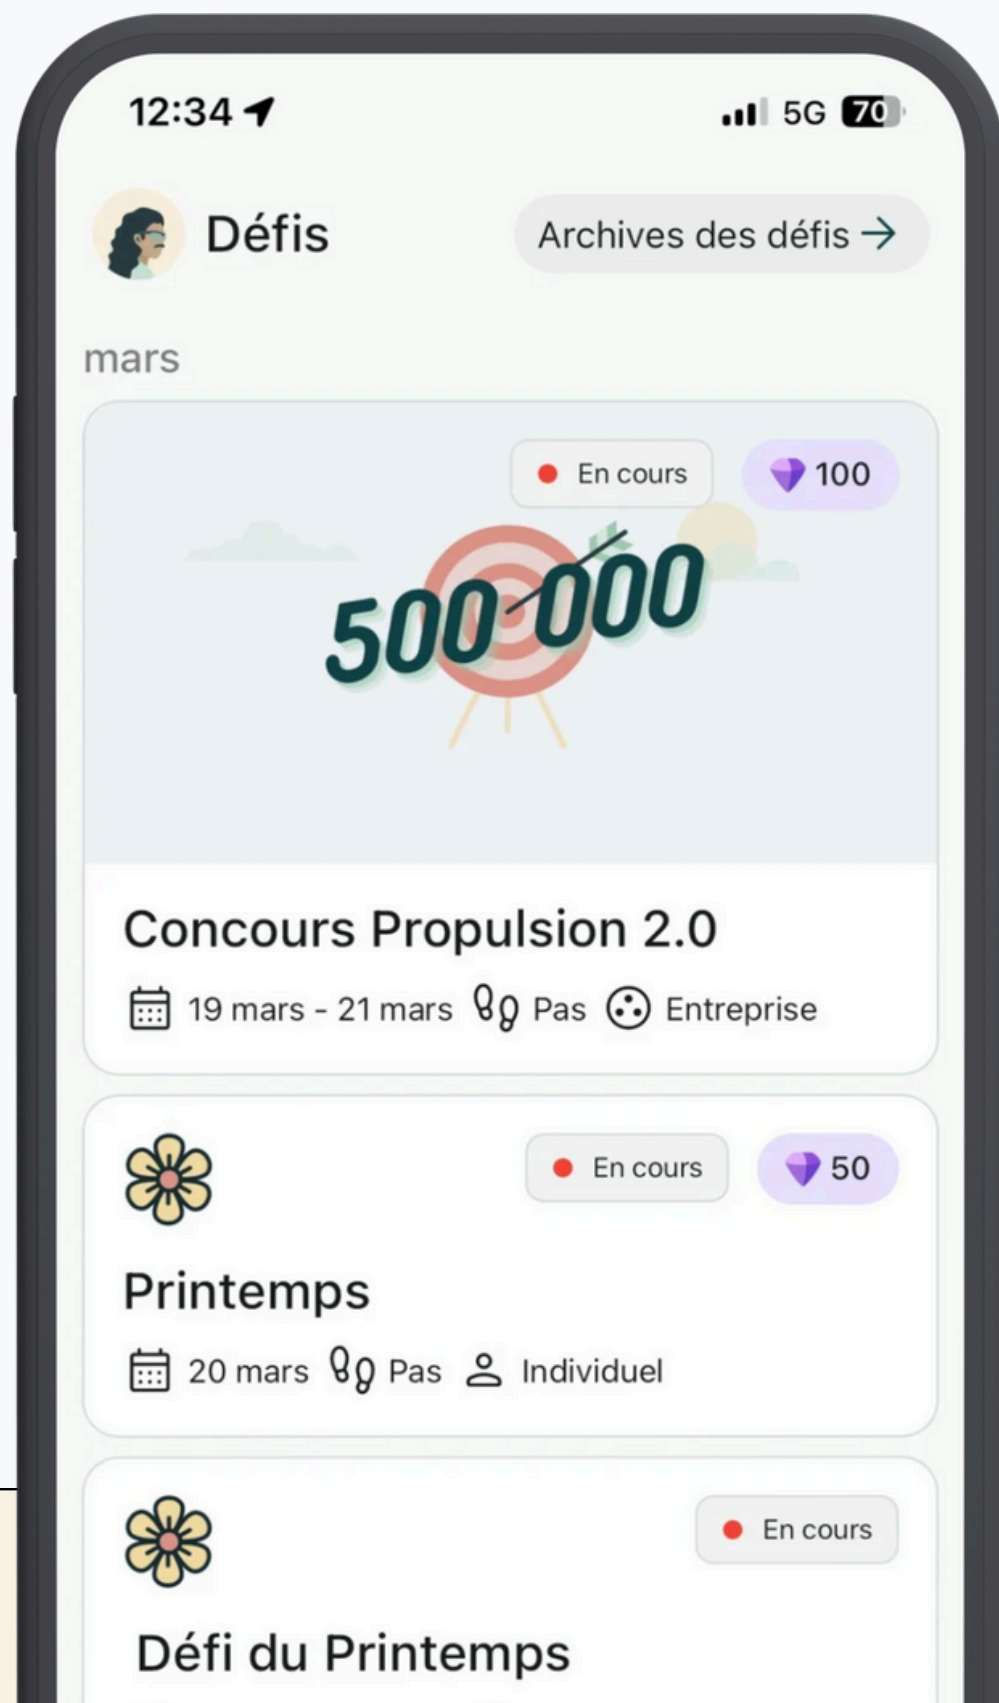 12:34 5G 70
Défis Archives des défis
mars
En cours 100
500 000
Concours Propulsion 2.0
19 mars - 21 mars Pas Entreprise
En cours 50
Printemps
20 mars Pas Individuel
En cours
Défi du Printemps